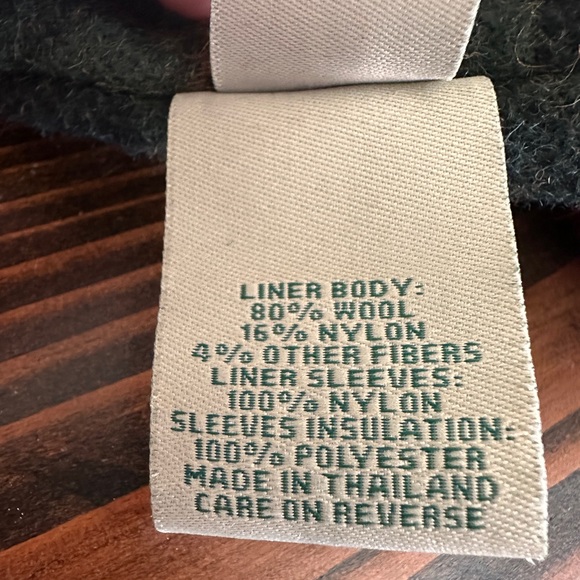 LINER BODY:
80% WOOL
16% NYLON
4% OTHER FIBERS
LINER SLEEVES:
100% NYLON
SLEEVES INSULATION:
100% POLYESTER
MADE IN THAILAND
CARE ON REVERSE